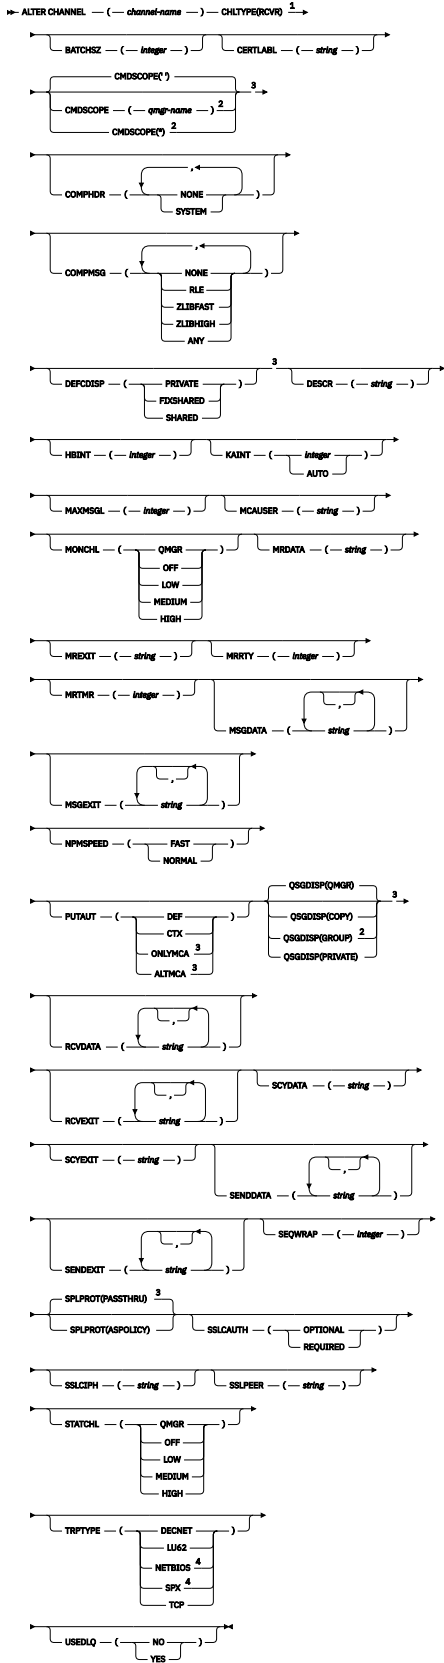 ALTER CHANNEL ( channel-name ) CHLTYPE(RCVR) 1
BATCHSZ ( integer ) CERTLABL ( string )
CMDSCOPE(' ') 3
CMDSCOPE ( qmgr-name ) 2
CMDSCOPE(*) 2
,
COMPHDR ( NONE )
SYSTEM
,
COMPMSG ( NONE )
RLE
ZLIBFAST
ZLIBHIGH
ANY
3
DEFCDISP ( PRIVATE ) DESCR ( string )
FIXSHARED
SHARED
HBINT ( integer ) KAINT ( integer )
AUTO
MAXMSGL ( integer ) MCAUSER ( string )
MONCHL ( QMGR ) MRDATA ( string )
OFF
LOW
MEDIUM
HIGH
MREXIT ( string ) MRRTY ( integer )
MRTMR ( integer )
,
MSGDATA ( string )
,
MSGEXIT ( string )
NPMSPEED ( FAST )
NORMAL
QSGDISP(QMGR) 3
PUTAUT ( DEF ) QSGDISP(COPY)
CTX QSGDISP(GROUP) 2
ONLYMCA 3 QSGDISP(PRIVATE)
ALTMCA 3
,
RCVDATA ( string )
,
RCVEXIT ( string ) SCYDATA ( string )
SCYEXIT ( string )
,
SENDDATA ( string )
,
SENDEXIT ( string ) SEQWRAP ( integer )
SPLPROT(PASSTHRU) 3
SPLPROT(ASPOLICY) SSLCAUTH ( OPTIONAL )
REQUIRED
SSLCIPH ( string ) SSLPEER ( string )
STATCHL ( QMGR )
OFF
LOW
MEDIUM
HIGH
TRPTYPE ( DECNET )
LU62
NETBIOS 4
SPX 4
TCP
USEDLQ ( NO )
YES